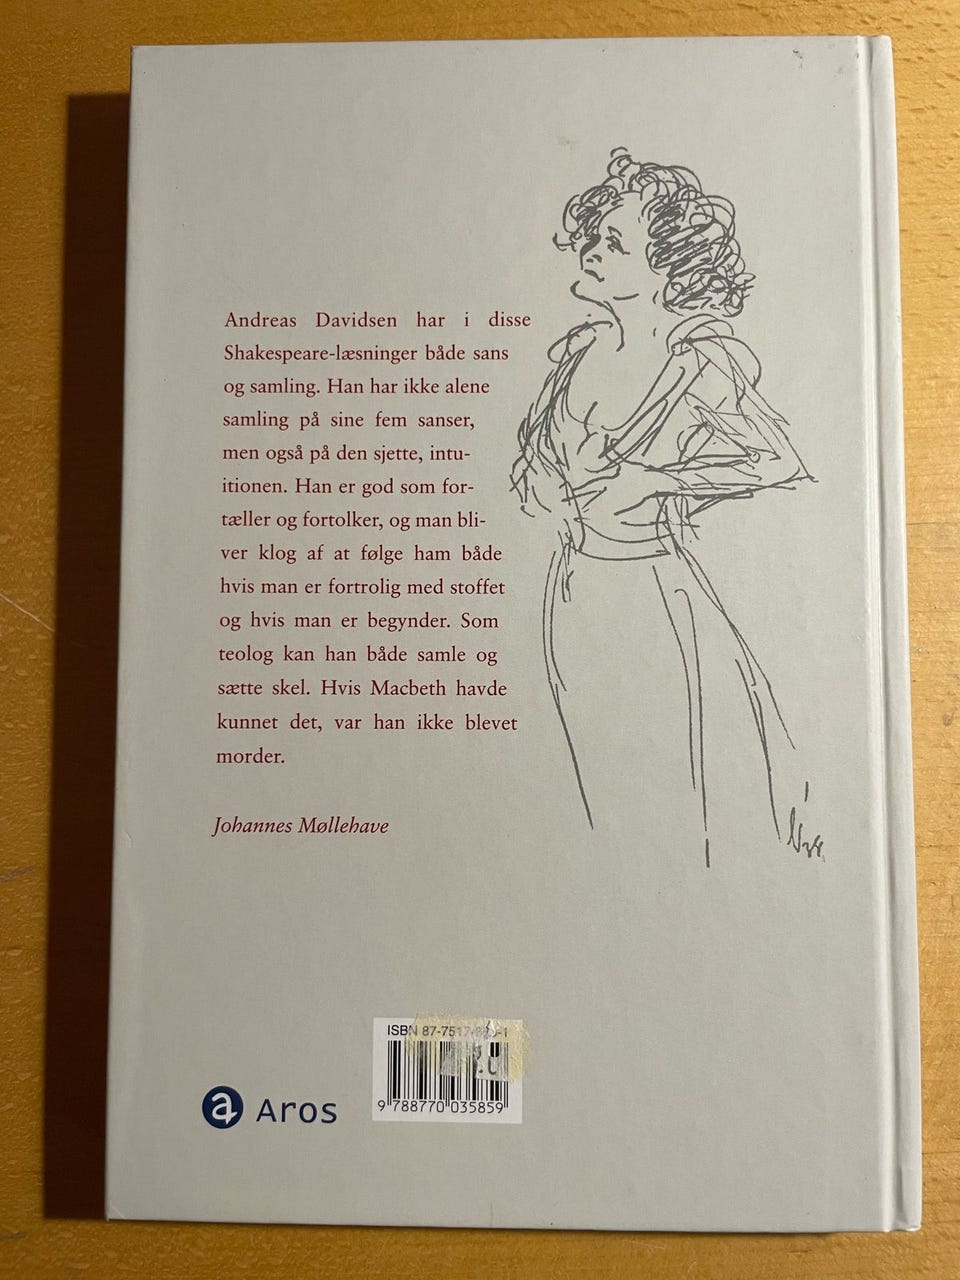 Andreas Davidsen har i disse
Shakespeare-læsninger både sans
og samling. Han har ikke alene
samling på sine fem sanser,
men også på den sjette, intu-
itionen. Han er god som for-
tæller og fortolker, og man bli-
ver klog af at følge ham både
hvis man er fortrolig med stoffet
og hvis man er begynder. Som
teolog kan han både samle og
sætte skel. Hvis Macbeth havde
kunnet det, var han ikke blevet
morder.
Johannes Møllehave
ISBN
9 788770 035859
a Aros